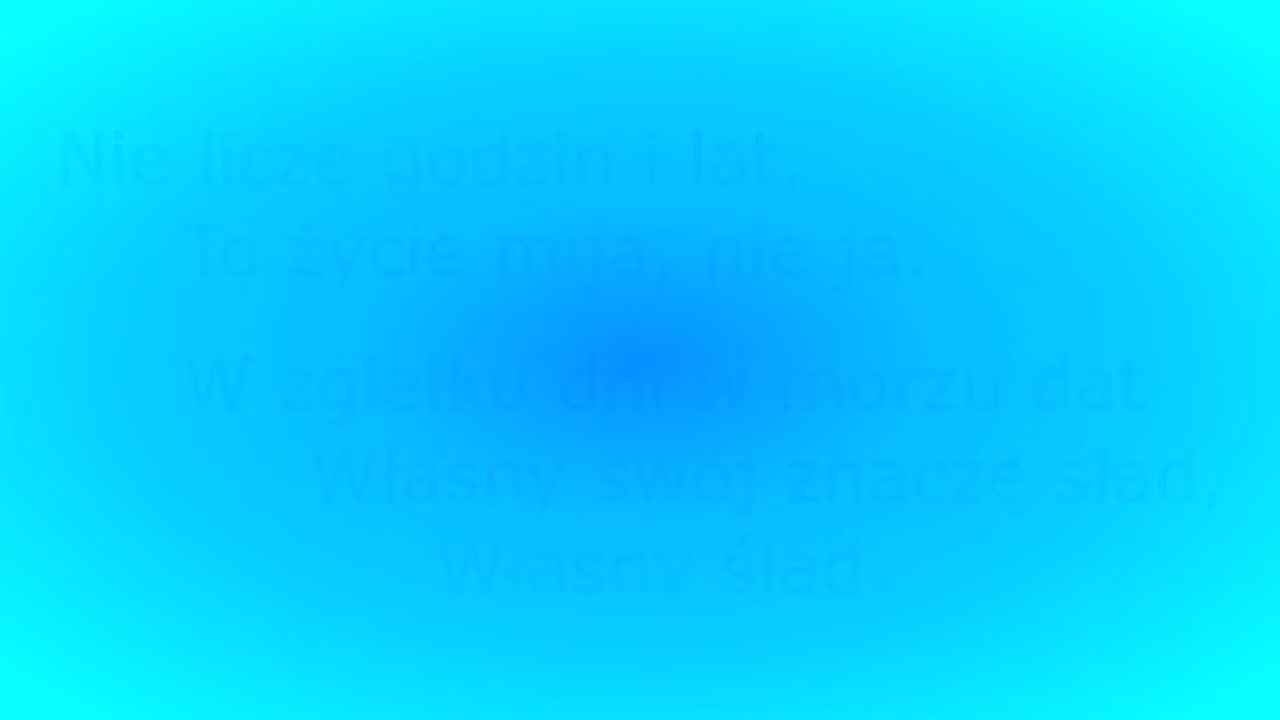 Nie liczę godzin i lat,
To życie mija, nie ja.
W zgiełku dni w morzu dat
Własny swój znaczę ślad,
Własny ślad